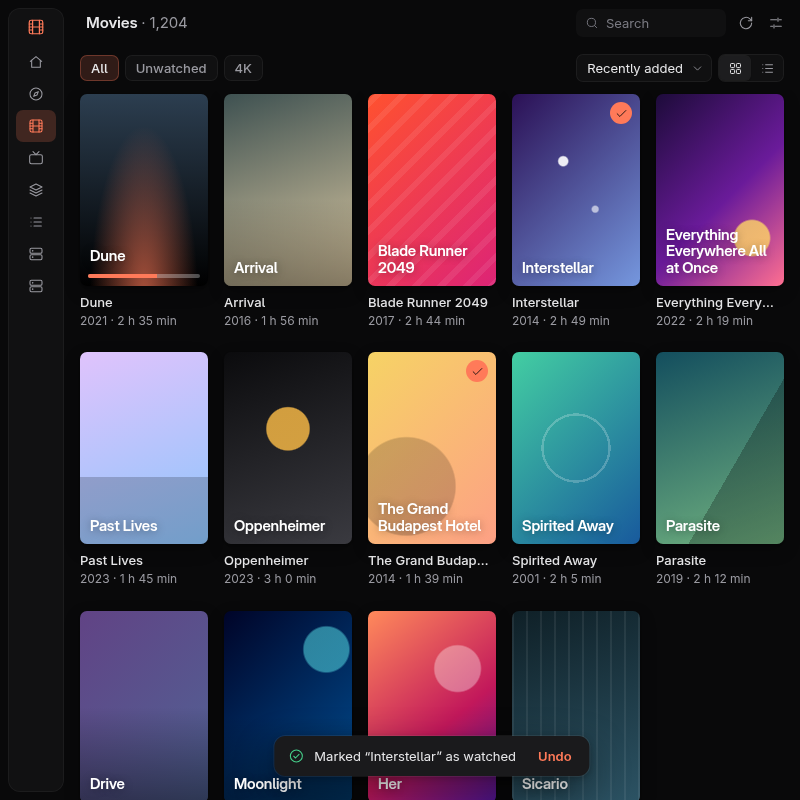 Movies · 1,204
Search
All
Unwatched
4K
Recently added
Dune
Arrival
Blade Runner
2049
Interstellar
Everything
Everywhere All
at Once
Dune
2021 · 2 h 35 min
Arrival
2016 · 1 h 56 min
Blade Runner 2049
2017 · 2 h 44 min
Interstellar
2014 · 2 h 49 min
Everything Every...
2022 · 2 h 19 min
Past Lives
Oppenheimer
The Grand
Budapest Hotel
Spirited Away
Parasite
Past Lives
2023 · 1 h 45 min
Oppenheimer
2023 · 3 h 0 min
The Grand Budap...
2014 · 1 h 39 min
Spirited Away
2001 · 2 h 5 min
Parasite
2019 · 2 h 12 min
Drive
Moonlight
Her
Sicario
Marked “Interstellar” as watched
Undo